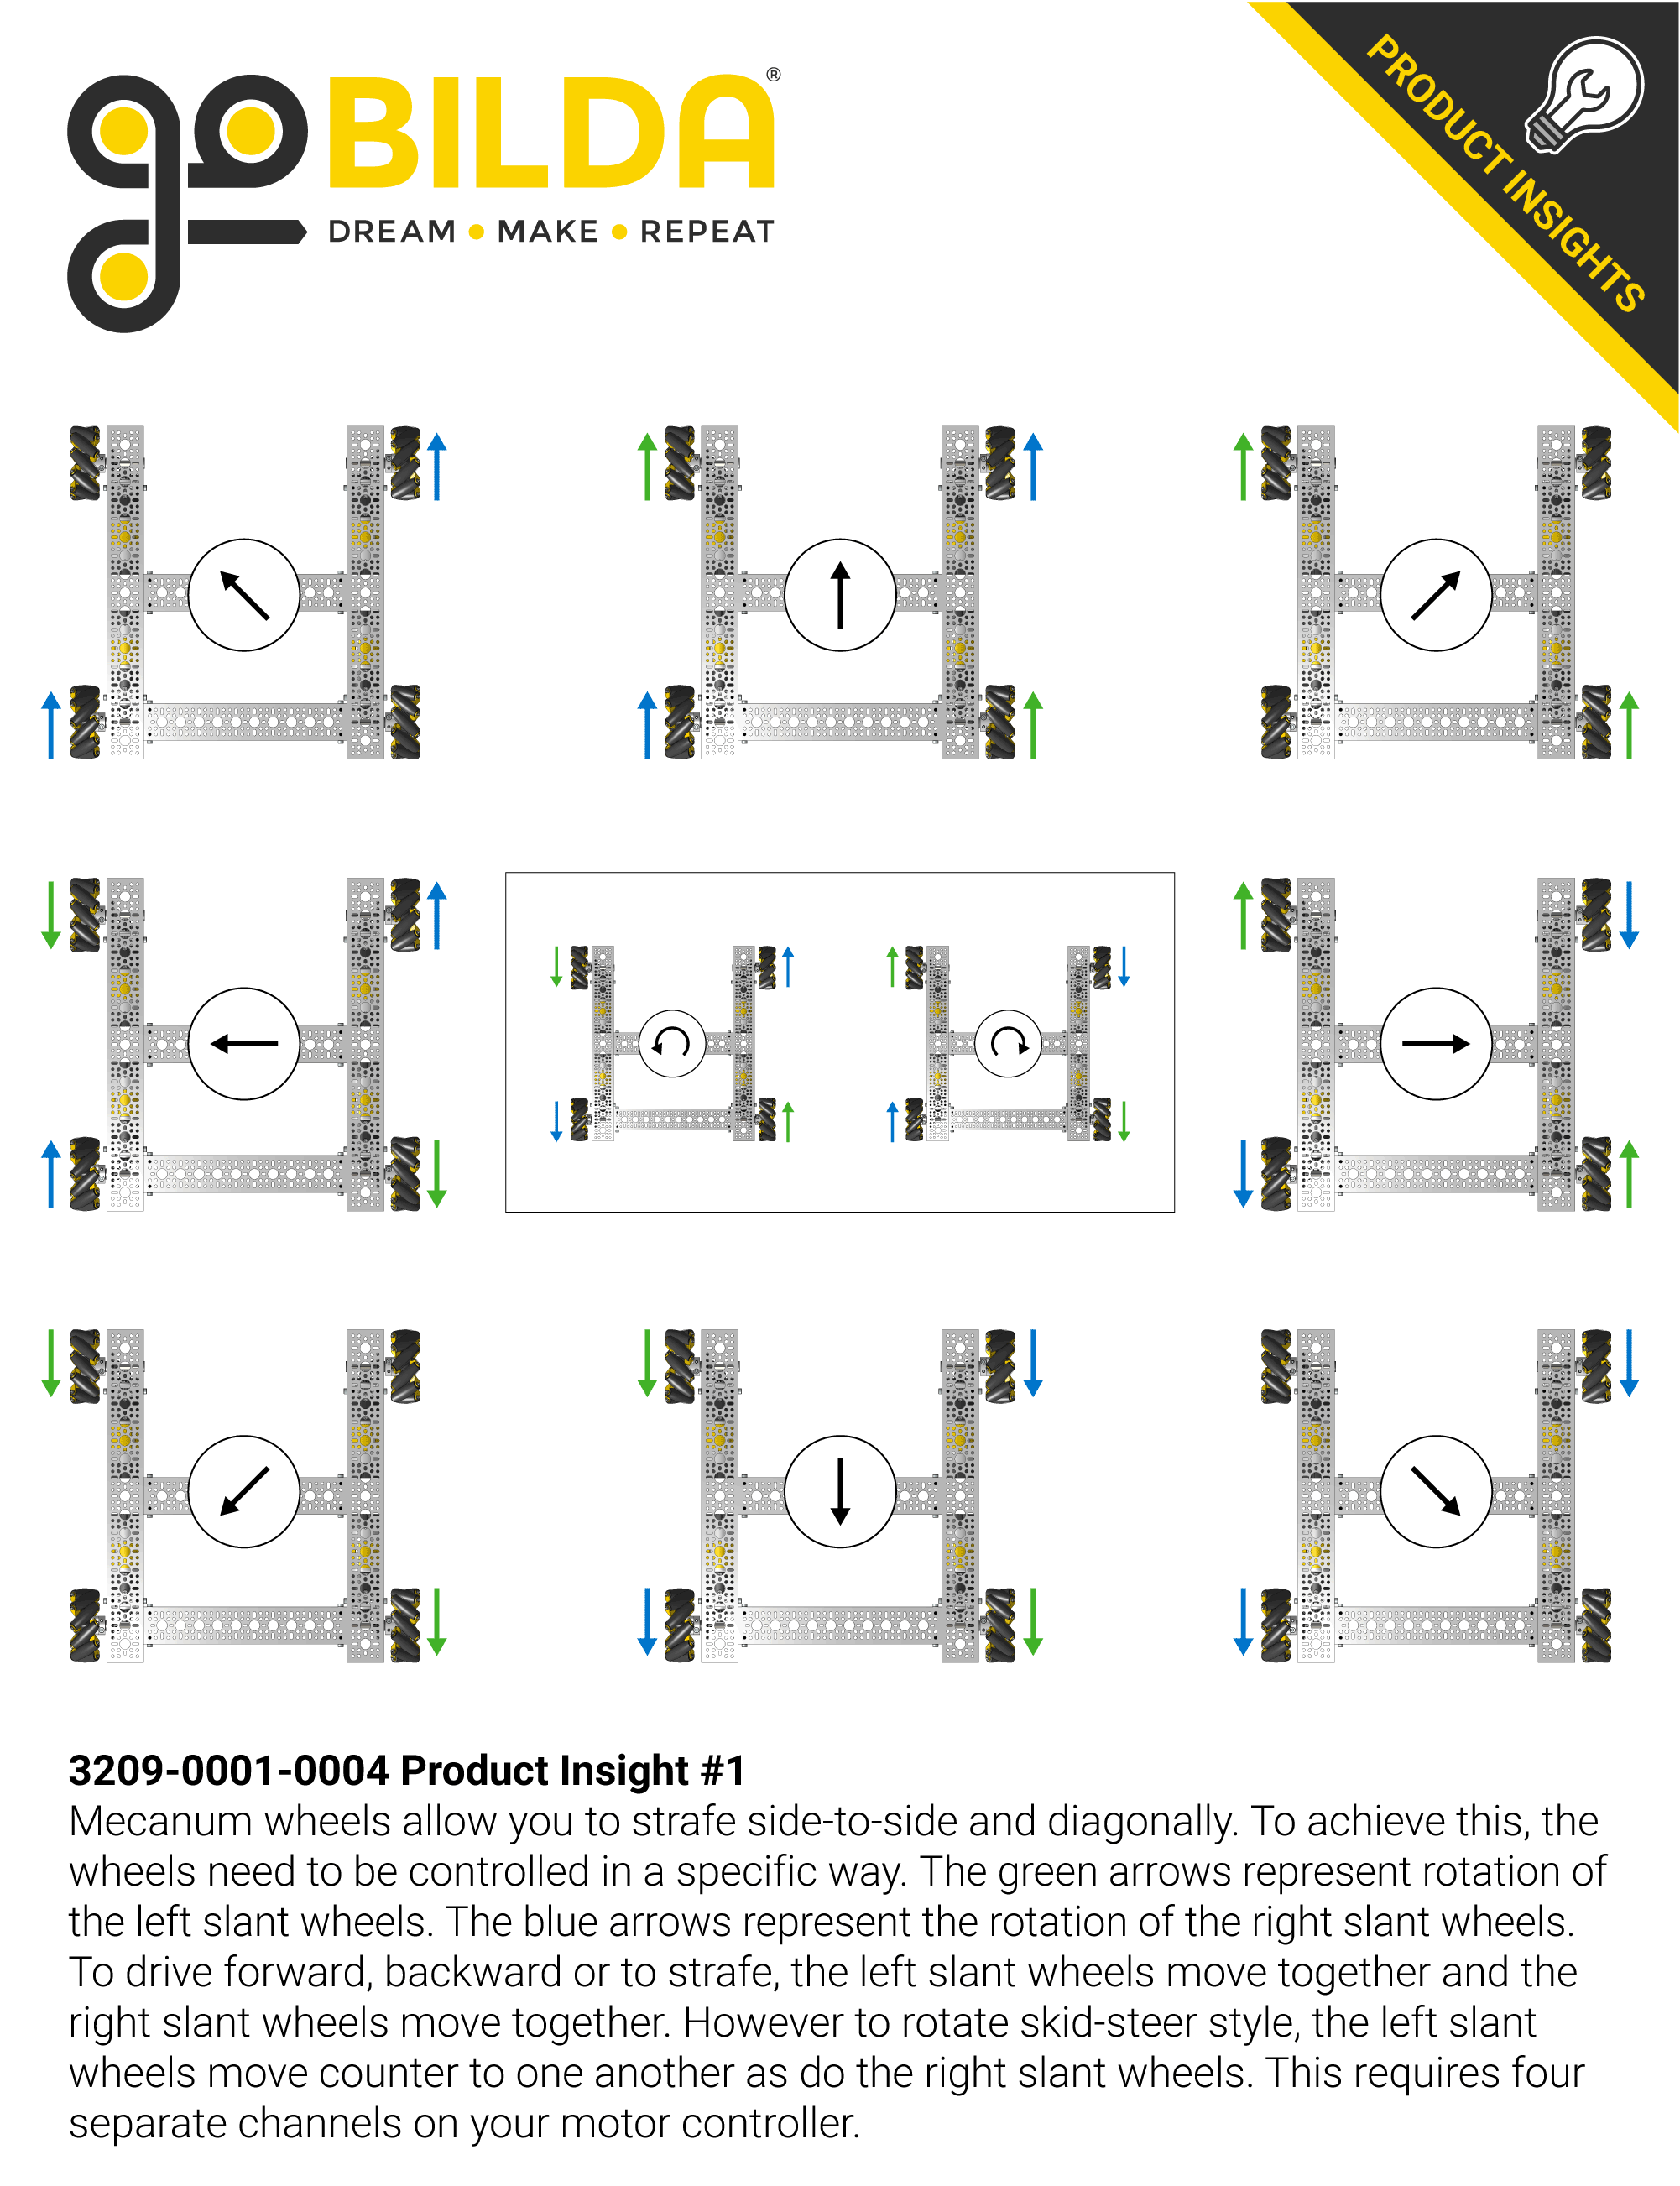 goBILDA®
DREAM • MAKE • REPEAT
PRODUCT INSIGHTS
3209-0001-0004 Product Insight #1
Mecanum wheels allow you to strafe side-to-side and diagonally. To achieve this, the
wheels need to be controlled in a specific way. The green arrows represent rotation of
the left slant wheels. The blue arrows represent the rotation of the right slant wheels.
To drive forward, backward or to strafe, the left slant wheels move together and the
right slant wheels move together. However to rotate skid-steer style, the left slant
wheels move counter to one another as do the right slant wheels. This requires four
separate channels on your motor controller.